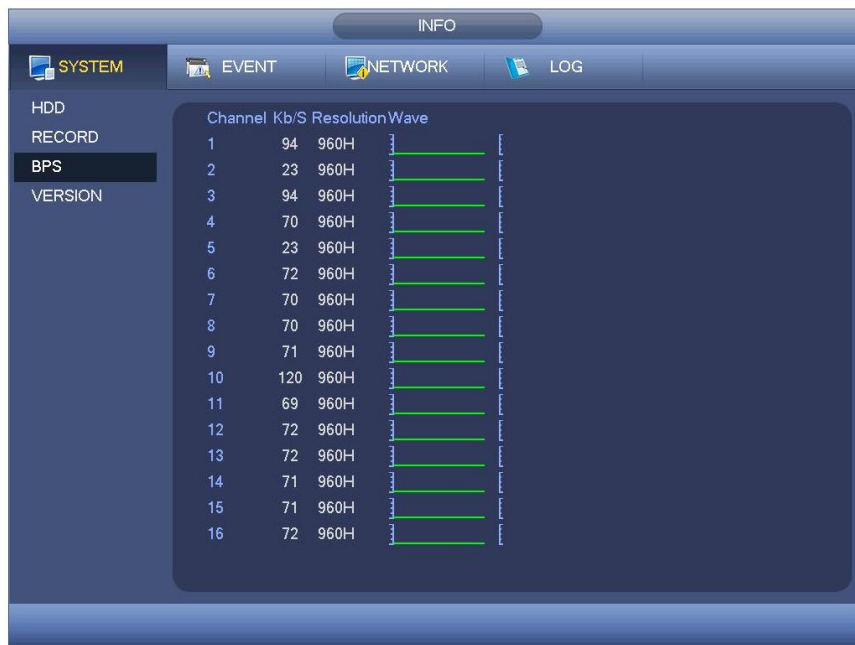 INFO
SYSTEM EVENT NETWORK LOG
HDD
RECORD
BPS
VERSION
Channel Kb/S Resolution Wave
1 94 960H
2 23 960H
3 94 960H
4 70 960H
5 23 960H
6 72 960H
7 70 960H
8 70 960H
9 71 960H
10 120 960H
11 69 960H
12 72 960H
13 72 960H
14 71 960H
15 71 960H
16 72 960H